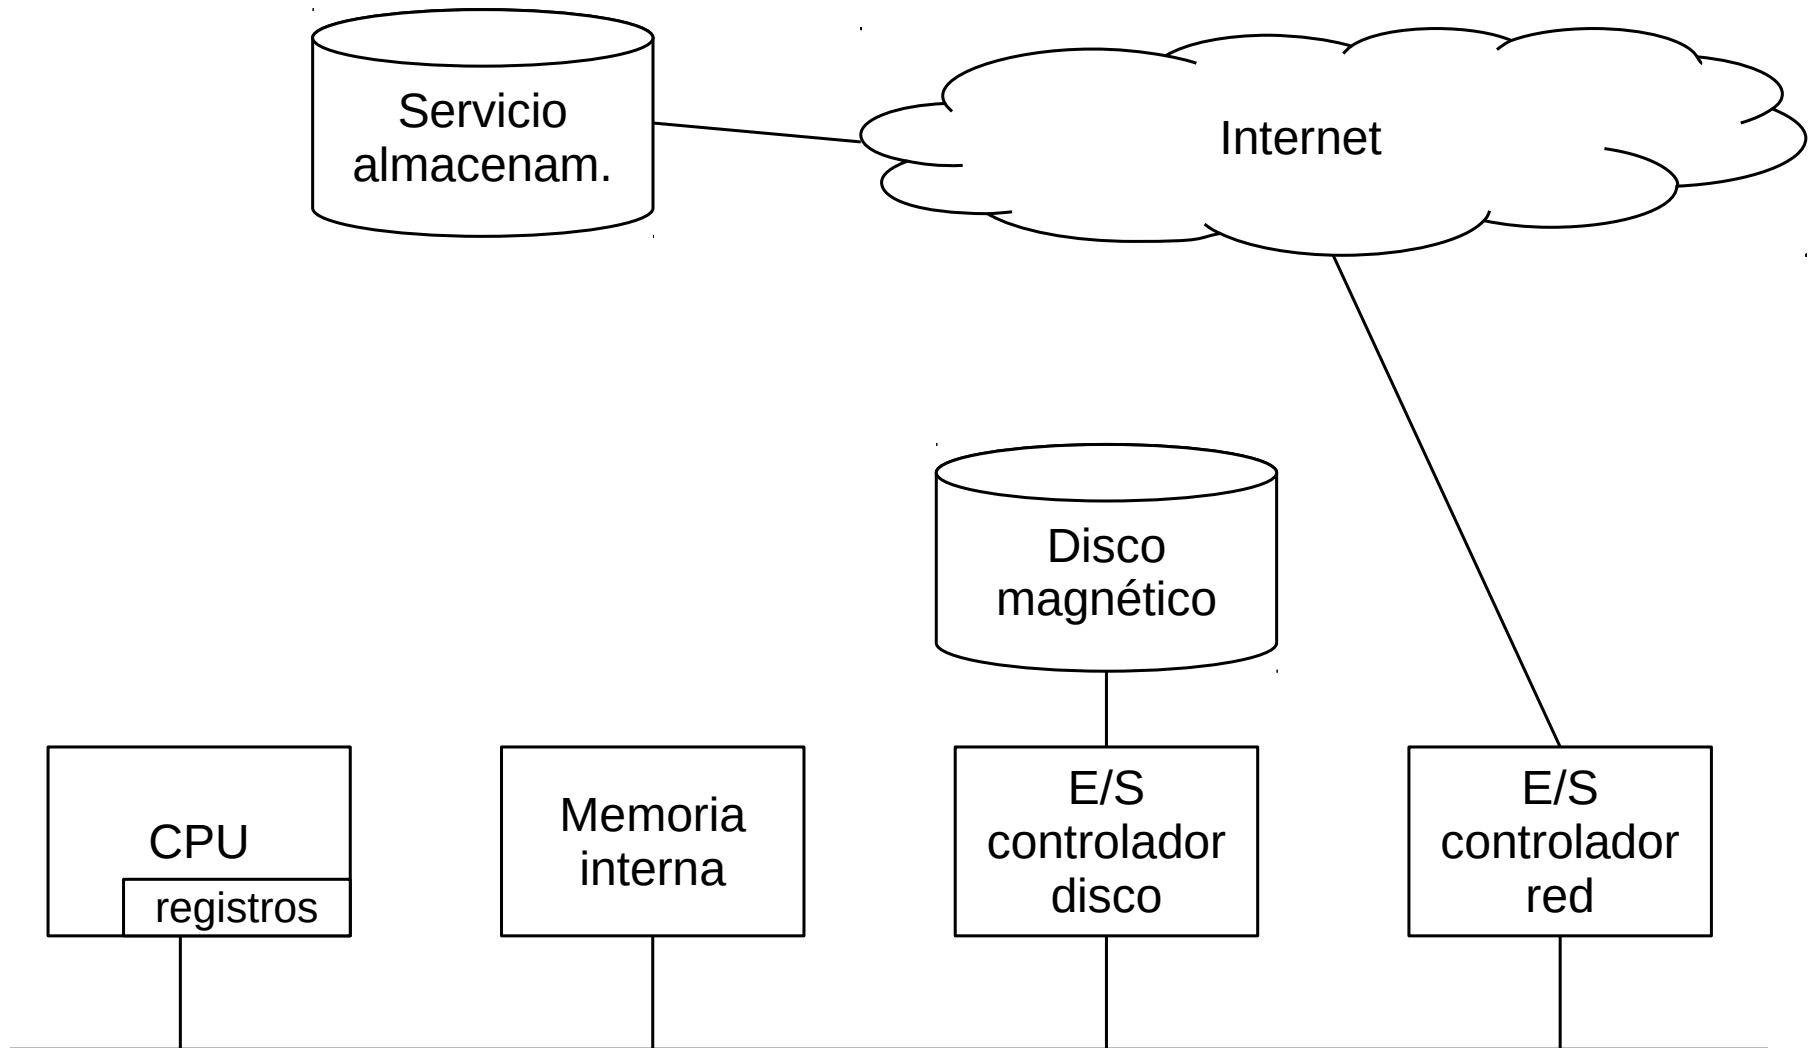 Servicio
almacenam.
Internet
Disco
magnético
CPU
registros
Memoria
interna
E/S
controlador
disco
E/S
controlador
red